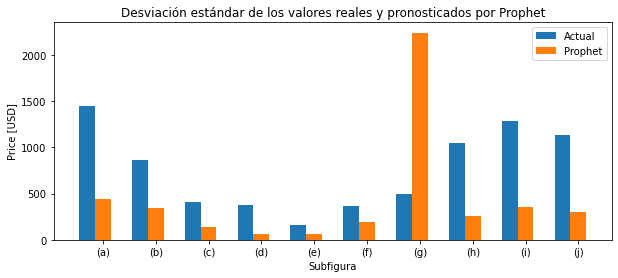 Desviación estándar de los valores reales y pronosticados por Prophet
Actual
Prophet
Price [USD]
2000
1500
1000
500
0
(a) (b) (c) (d) (e) (f) (g) (h) (i) (j)
Subfigura